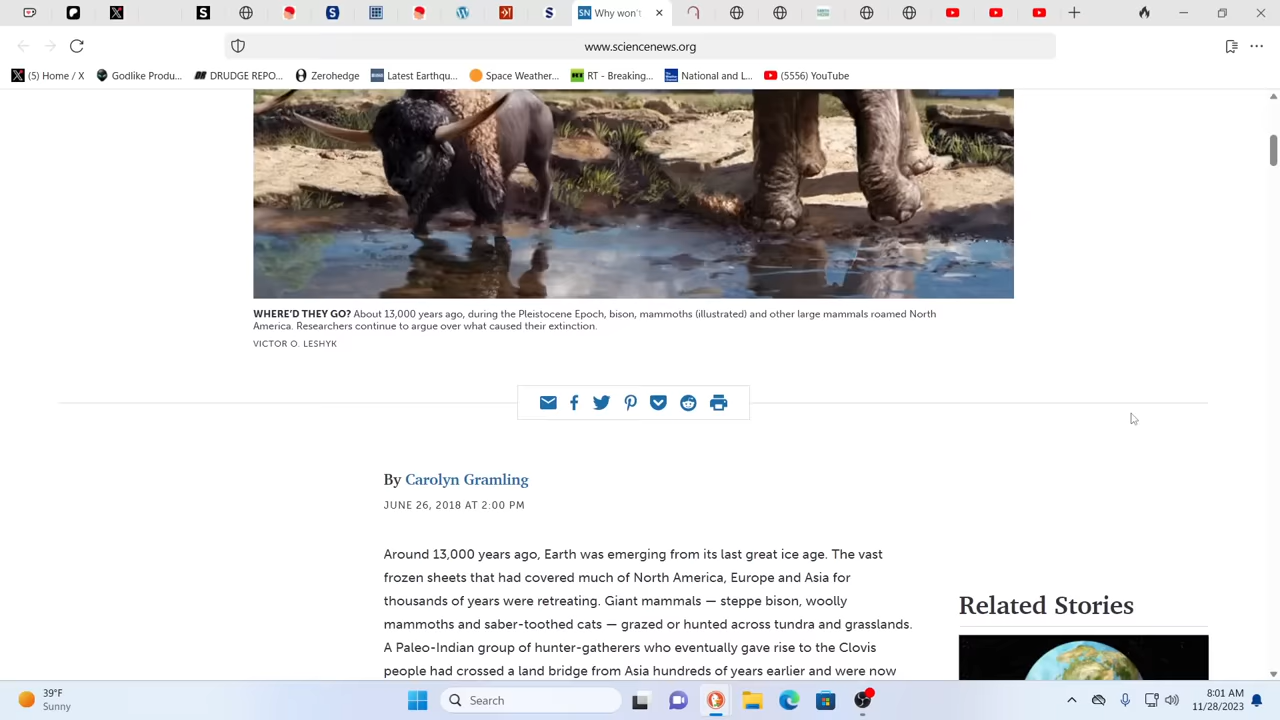 SN Why won'
www.sciencenews.org
(5) Home / X
Godlike Produ...
DRUDGE REPO...
Zerohedge
Latest Earthqu...
Space Weather...
RT - Breaking...
National and L...
(5556) YouTube
WHERE'D THEY GO? About 13,000 years ago, during the Pleistocene Epoch, bison, mammoths (illustrated) and other large mammals roamed North
America. Researchers continue to argue over what caused their extinction.
VICTOR O. LESHYK
By Carolyn Gramling
JUNE 26, 2018 AT 2:00 PM
Around 13,000 years ago, Earth was emerging from its last great ice age. The vast
frozen sheets that had covered much of North America, Europe and Asia for
thousands of years were retreating. Giant mammals — steppe bison, woolly
mammoths and saber-toothed cats — grazed or hunted across tundra and grasslands.
A Paleo-Indian group of hunter-gatherers who eventually gave rise to the Clovis
people had crossed a land bridge from Asia hundreds of years earlier and were now
Related Stories
39°F
Sunny
Search
8:01 AM
11/28/2023